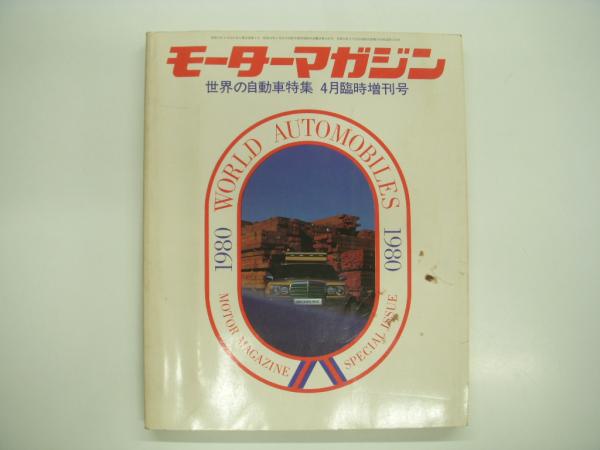 モーターマガジン
世界の自動車特集 4月臨時増刊号
1980 WORLD AUTOMOBILES 1980
MOTOR MAGAZINE SPECIAL ISSUE